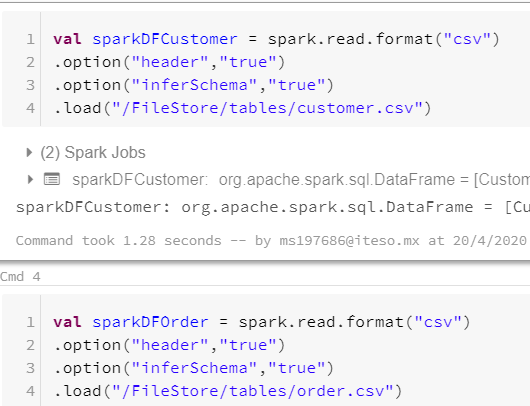 1 val sparkDFCustomer = spark.read.format("csv")
2 .option("header","true")
3 .option("inferSchema","true")
4 .load("/FileStore/tables/customer.csv")
(2) Spark Jobs
sparkDFCustomer: org.apache.spark.sql.DataFrame = [Custom
sparkDFCustomer: org.apache.spark.sql.DataFrame = [Cu
Command took 1.28 seconds -- by ms197686@iteso.mx at 20/4/2020
Cmd 4
1 val sparkDFOrder = spark.read.format("csv")
2 .option("header","true")
3 .option("inferSchema","true")
4 .load("/FileStore/tables/order.csv")